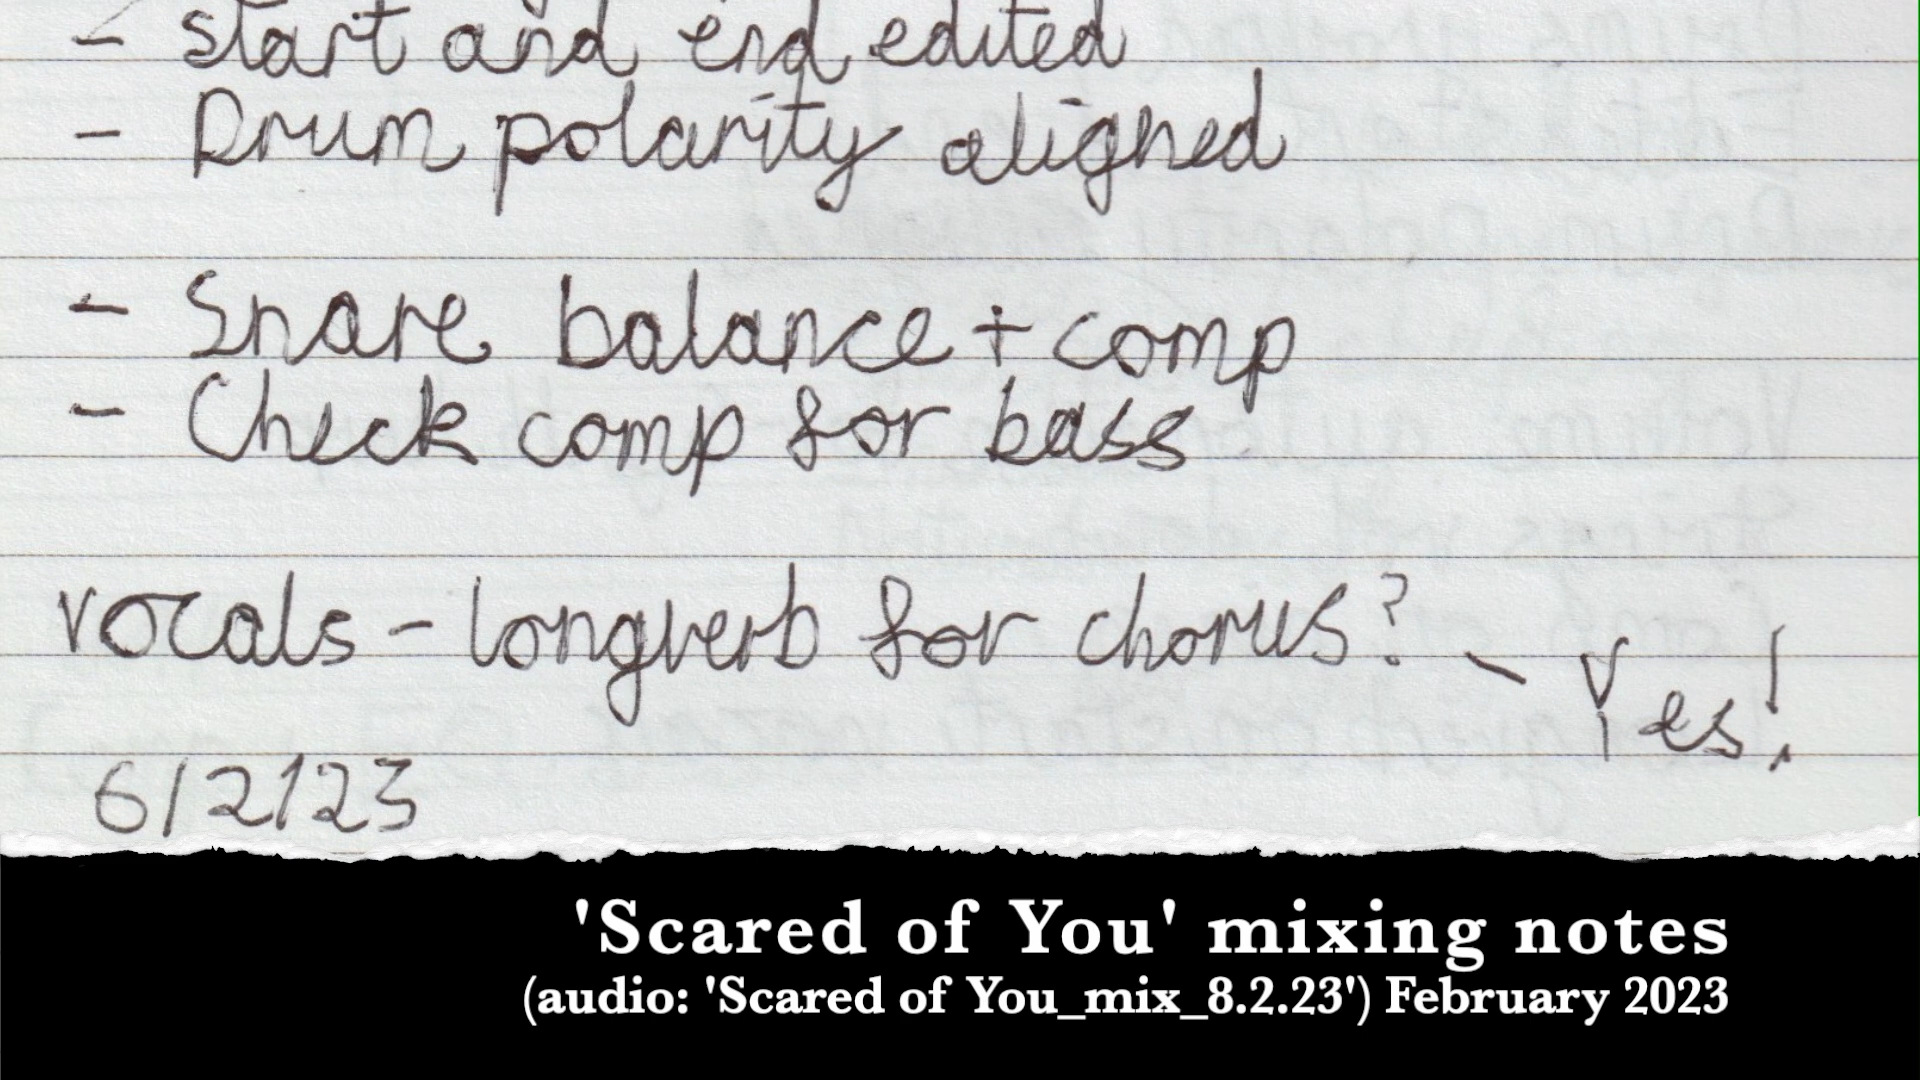 - Start and end edited
- Drum polarity aligned
- Snare balance + comp
- Check comp for bass
vocals - longverb for chorus? - Yes!
6/2/23
'Scared of You' mixing notes
(audio: 'Scared of You_mix_8.2.23') February 2023